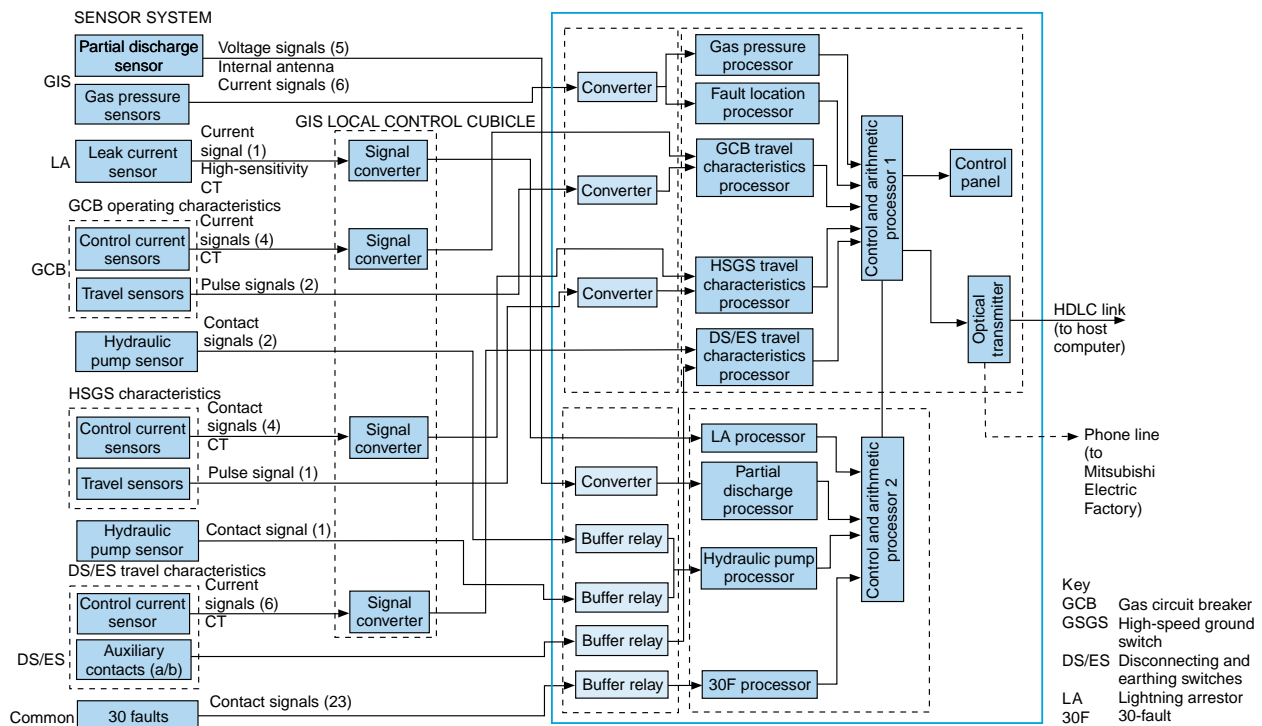 SENSOR SYSTEM
Partial discharge
sensor
Voltage signals (5)
Internal antenna
GIS
Gas pressure
sensors
Current signals (6)
GIS LOCAL CONTROL CUBICLE
LA
Leak current
sensor
Current
signal (1)
High-sensitivity
CT
Signal
converter
GCB operating characteristics
GCB
Control current
sensors
Current
signals (4)
CT
Signal
converter
Travel sensors
Pulse signals (2)
Hydraulic
pump sensor
Contact
signals (2)
HSGS characteristics
Control current
sensors
Contact
signals (4)
CT
Signal
converter
Travel sensors
Pulse signal (1)
Hydraulic
pump sensor
Contact signal (1)
DS/ES travel characteristics
Control current
sensor
Current
signals (6)
CT
Signal
converter
DS/ES
Auxiliary
contacts (a/b)
Common
30 faults
Contact signals (23)
Converter
Converter
Converter
Converter
Buffer relay
Buffer relay
Buffer relay
Buffer relay
Gas pressure
processor
Fault location
processor
GCB travel
characteristics
processor
HSGS travel
characteristics
processor
DS/ES travel
characteristics
processor
LA processor
Partial
discharge
processor
Hydraulic pump
processor
30F processor
Control and arithmetic
processor 1
Control and arithmetic
processor 2
Control
panel
Optical
transmitter
HDLC link
(to host
computer)
Phone line
(to
Mitsubishi
Electric
Factory)
Key
GCB Gas circuit breaker
GSGS High-speed ground
switch
DS/ES Disconnecting and
earthing switches
LA Lightning arrestor
30F 30-fault